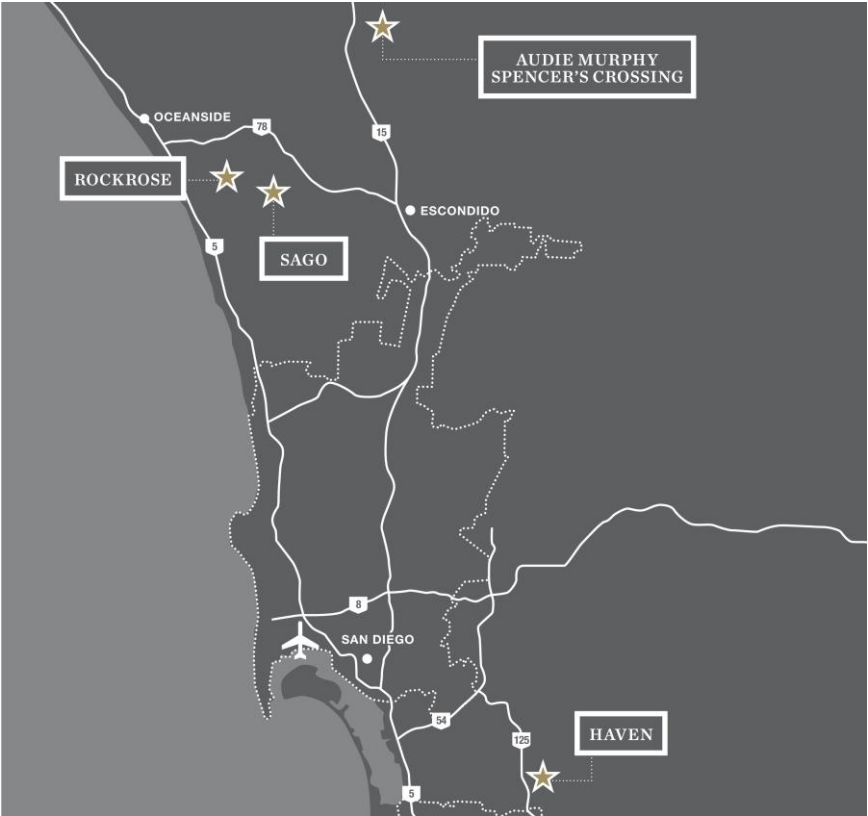 AUDIE MURPHY
SPENCER'S CROSSING
OCEANSIDE
78
15
ROCKROSE
ESCONDIDO
5
SAGO
8
SAN DIEGO
54
125
HAVEN
5